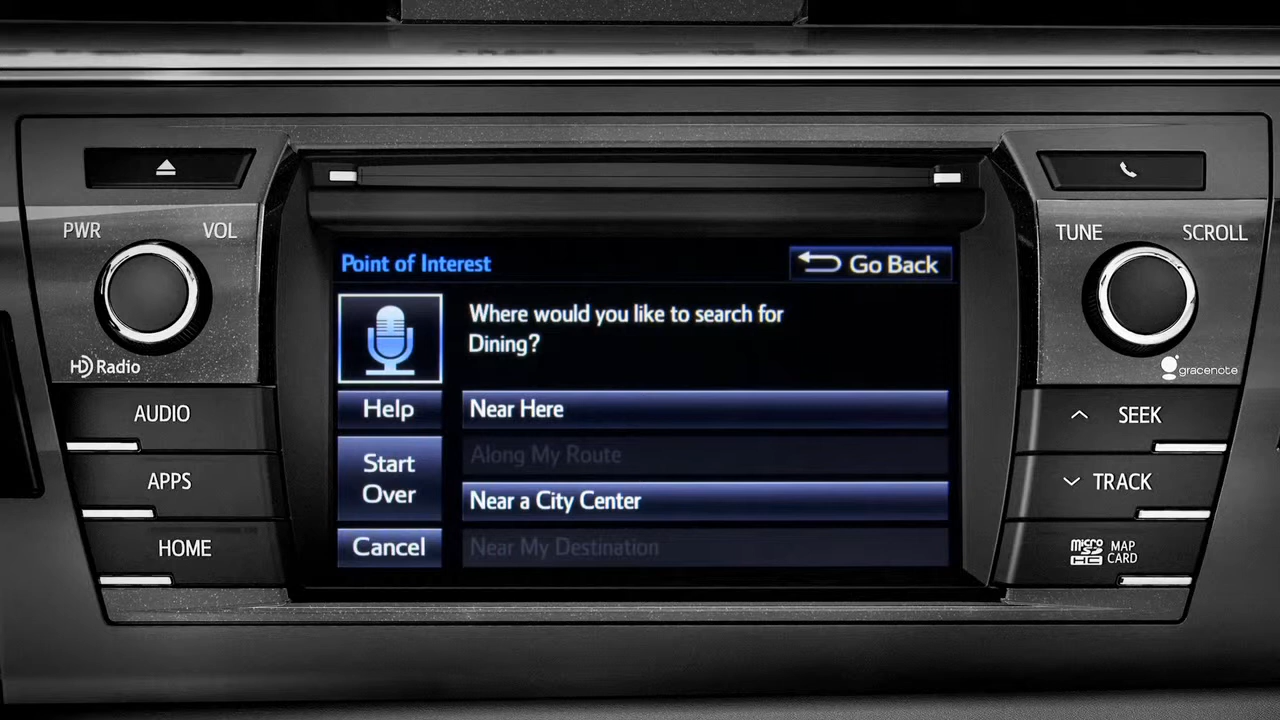 PWR
VOL
HD Radio
AUDIO
APPS
HOME
Point of Interest
Go Back
Where would you like to search for
Dining?
Help
Start
Over
Cancel
Near Here
Along My Route
Near a City Center
Near My Destination
TUNE
SCROLL
gracenote
SEEK
TRACK
micro SD HC
MAP
CARD